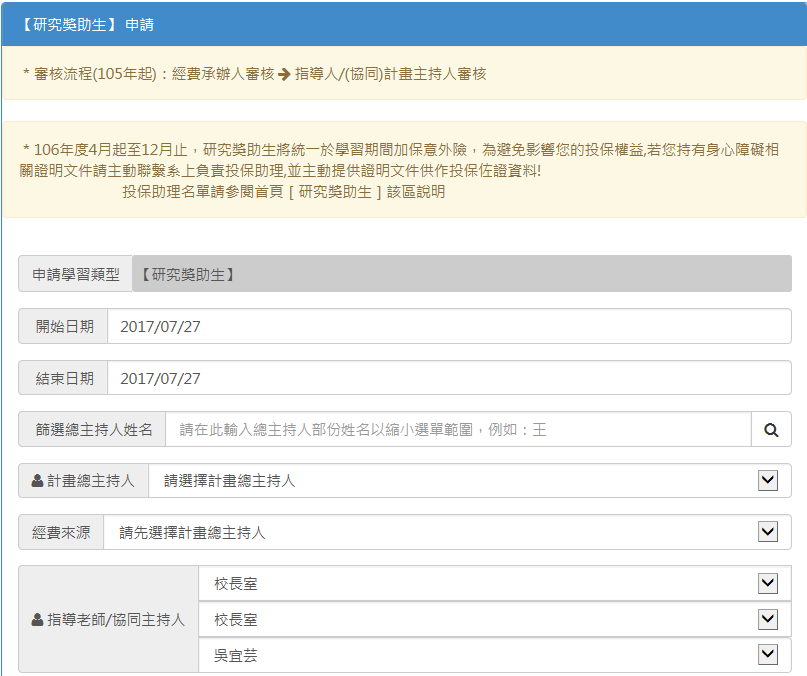 【研究獎助生】 申請
* 審核流程(105年起)：經費承辦人審核 → 指導人/(協同)計畫主持人審核
* 106年度4月起至12月止，研究獎助生將統一於學習期間加保意外險，為避免影響您的投保權益,若您持有身心障礙相
關證明文件請主動聯繫系上負責投保助理,並主動提供證明文件供作投保佐證資料!
投保助理名單請參閱首頁 [ 研究獎助生 ] 該區說明
申請學習類型 【研究獎助生】
開始日期 2017/07/27
結束日期 2017/07/27
篩選總主持人姓名 請在此輸入總主持人部份姓名以縮小選單範圍，例如：王
計畫總主持人 請選擇計畫總主持人
經費來源 請先選擇計畫總主持人
指導老師/協同主持人
校長室
校長室
吳宜芸